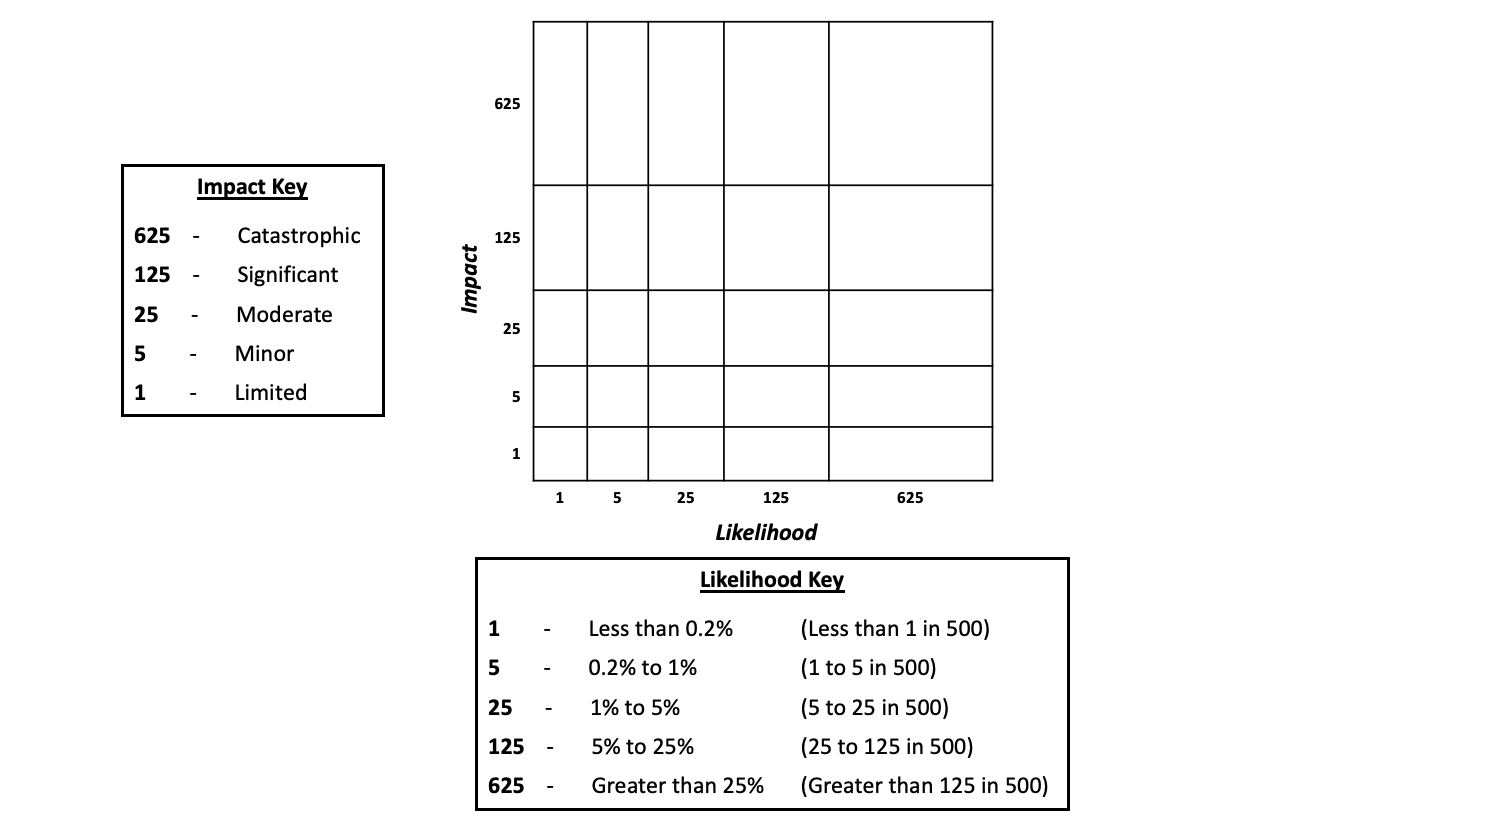 Impact Key
625 - Catastrophic
125 - Significant
25 - Moderate
5 - Minor
1 - Limited
Impact
625
125
25
5
1
1 5 25 125 625
Likelihood
Likelihood Key
1 - Less than 0.2% (Less than 1 in 500)
5 - 0.2% to 1% (1 to 5 in 500)
25 - 1% to 5% (5 to 25 in 500)
125 - 5% to 25% (25 to 125 in 500)
625 - Greater than 25% (Greater than 125 in 500)